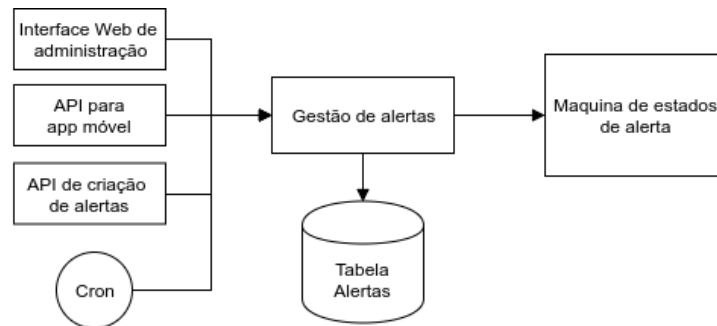 Interface Web de
administração
API para
app móvel
API de criação
de alertas
Cron
Gestão de alertas
Tabela
Alertas
Maquina de estados
de alerta